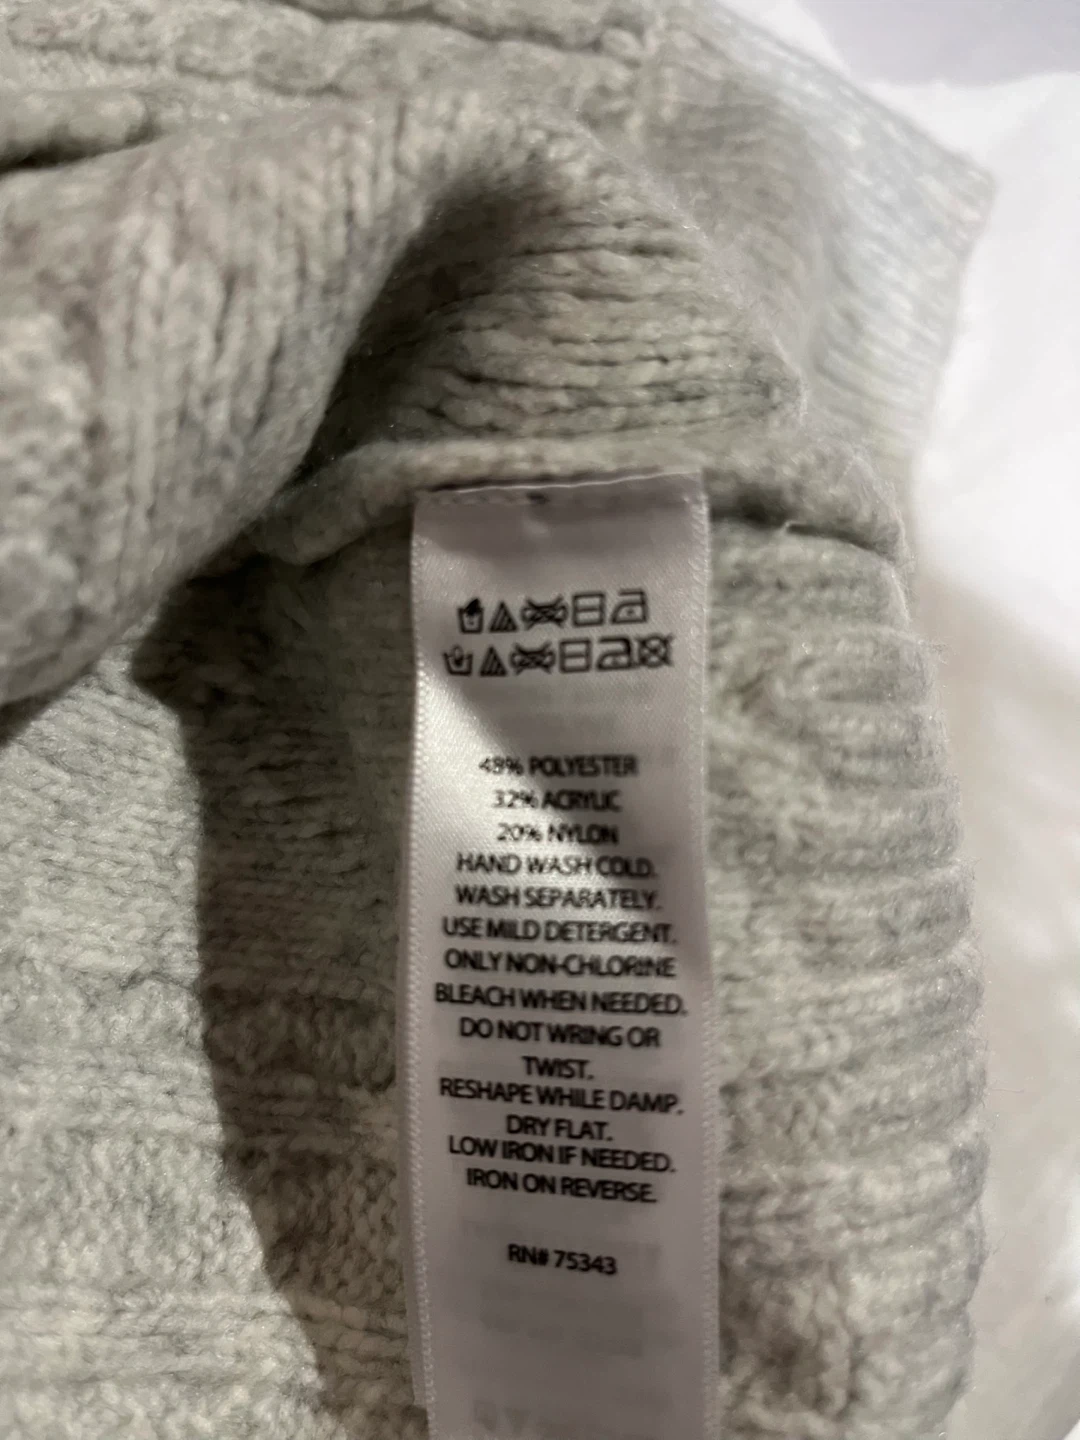 48% POLYESTER
32% ACRYLIC
20% NYLON
HAND WASH COLD.
WASH SEPARATELY.
USE MILD DETERGENT.
ONLY NON-CHLORINE
BLEACH WHEN NEEDED.
DO NOT WRING OR
TWIST.
RESHAPE WHILE DAMP.
DRY FLAT.
LOW IRON IF NEEDED.
IRON ON REVERSE.
RN# 75343